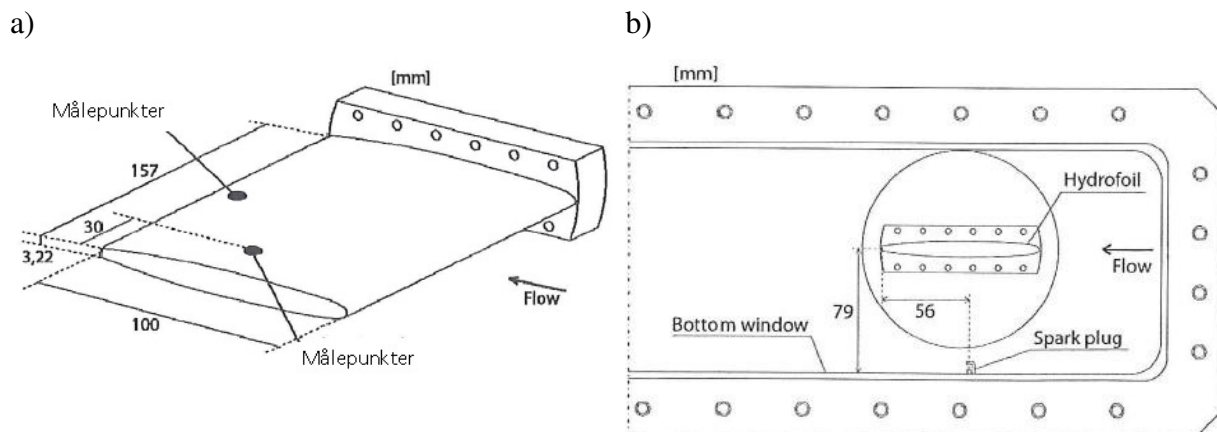 a)
[mm]
Målepunkter
157
30
3,22
100
Flow
Målepunkter
b)
[mm]
Hydrofoil
Flow
79
56
Bottom window
Spark plug